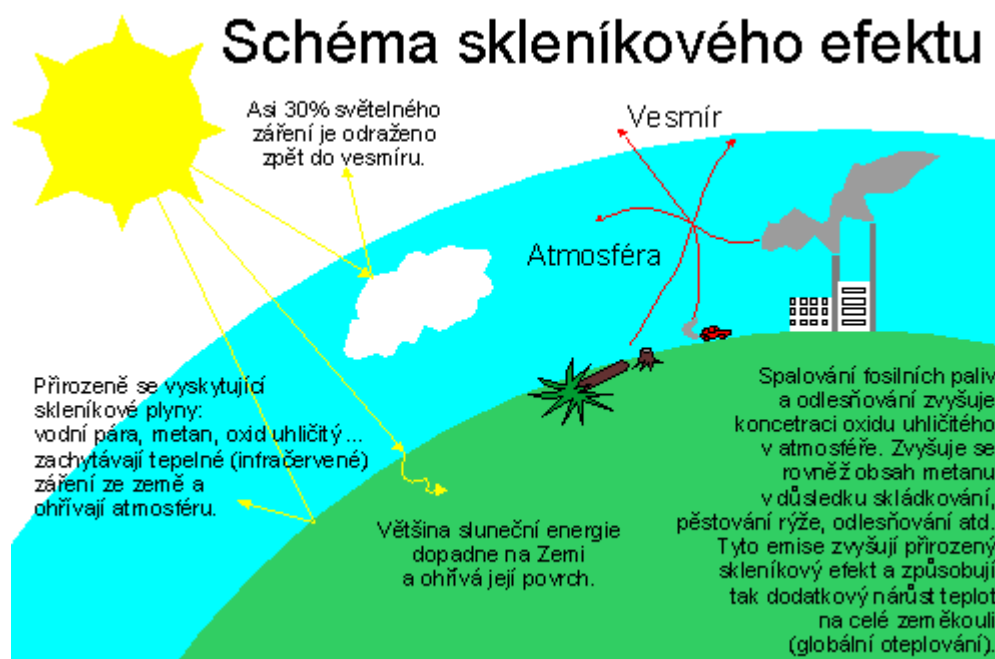 Schéma skleníkového efektu
Asi 30% světelného
záření je odraženo
zpět do vesmíru.
Vesmír
Atmosféra
Přirozeně se vyskytující
skleníkové plyny:
vodní pára, metan, oxid uhličitý ...
zachytávají tepelné (infračervené)
záření ze země a
ohřívají atmosféru.
Většina sluneční energie
dopadne na Zemi
a ohřívá její povrch.
Spalování fosilních paliv
a odlesňování zvyšuje
koncetraci oxidu uhličitého
v atmosféře. Zvyšuje se
rovněž obsah metanu
v důsledku skládkování,
pěstování rýže, odlesňování atd.
Tyto emise zvyšují přirozený
skleníkový efekt a způsobují
tak dodatkový nárůst teplot
na celé zeměkouli
(globální oteplování).